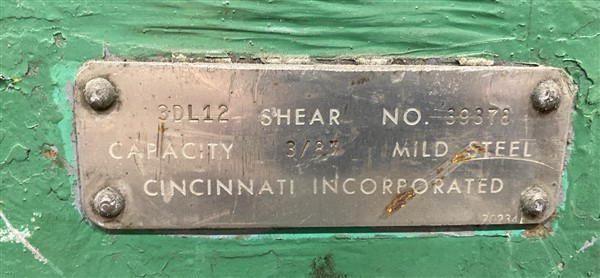 3DL12 SHEAR NO. 39378
CAPACITY 3/8" MILD STEEL
CINCINNATI INCORPORATED